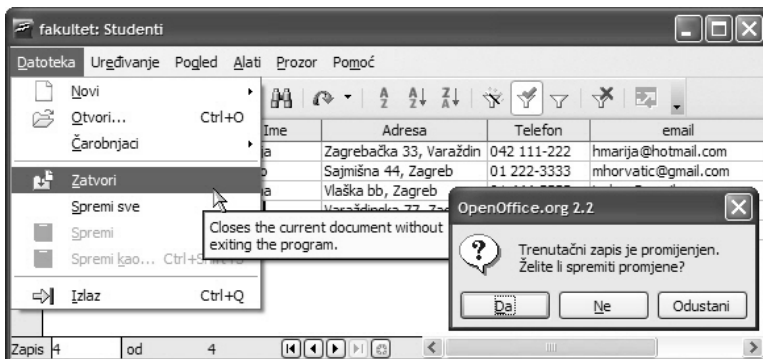 fakultet: Studenti
Datoteka Uređivanje Pogled Alati Prozor Pomoć
Novi
Otvori... Ctrl+O
Čarobnjaci
Zatvori
Spremi sve
Spremi
Spremi kao...
Izlaz Ctrl+Q
Closes the current document without
exiting the program.
Ime Adresa Telefon email
Zagrebačka 33, Varaždin 042 111-222 hmarija@hotmail.com
Sajmišna 44, Zagreb 01 222-3333 mhorvatic@gmail.com
Vlaška bb, Zagreb
OpenOffice.org 2.2
Trenutačni zapis je promijenjen.
Želite li spremiti promjene?
Da Ne Odustani
Zapis 4 od 4